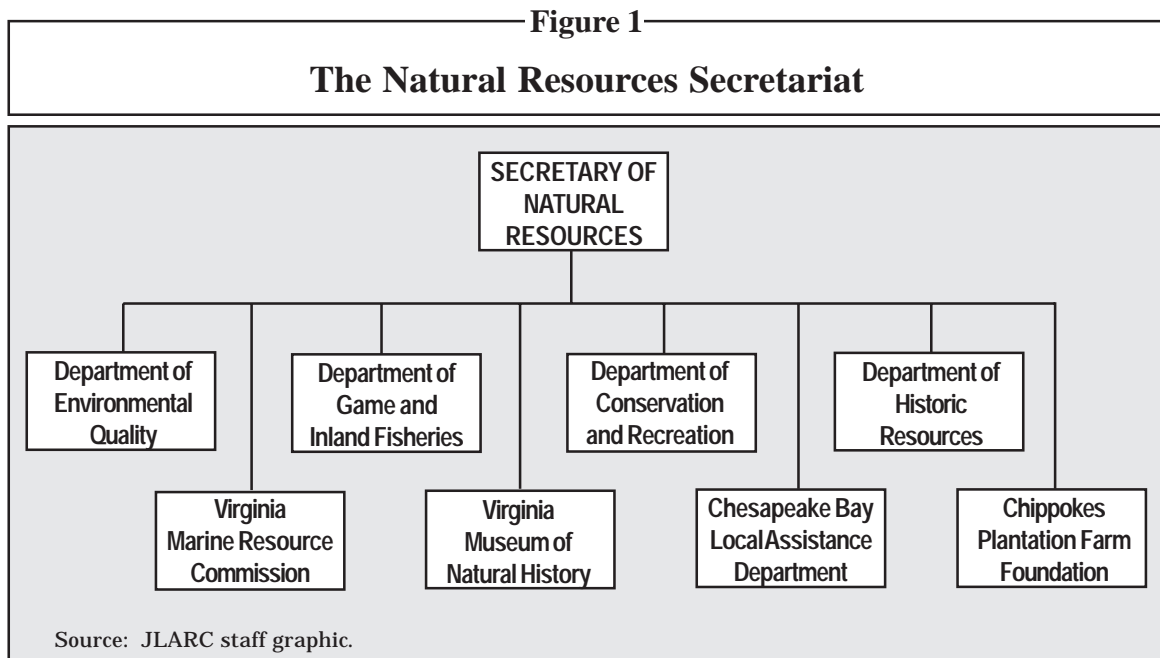 Figure 1
The Natural Resources Secretariat
SECRETARY OF
NATURAL
RESOURCES
Department of
Environmental
Quality
Department of
Game and
Inland Fisheries
Department of
Conservation
and Recreation
Department of
Historic
Resources
Virginia
Marine Resource
Commission
Virginia
Museum of
Natural History
Chesapeake Bay
Local Assistance
Department
Chippokes
Plantation Farm
Foundation
Source: JLARC staff graphic.